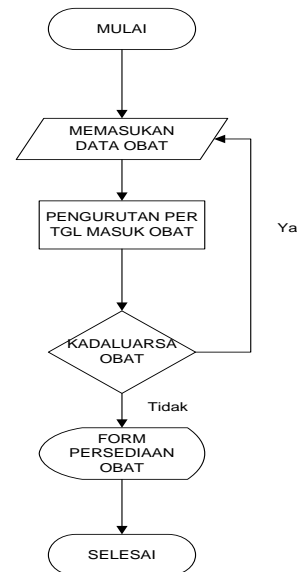 MULAI
MEMASUKAN
DATA OBAT
PENGURUTAN PER
TGL MASUK OBAT
Ya
KADALUARSA
OBAT
Tidak
FORM
PERSEDIAAN
OBAT
SELESAI